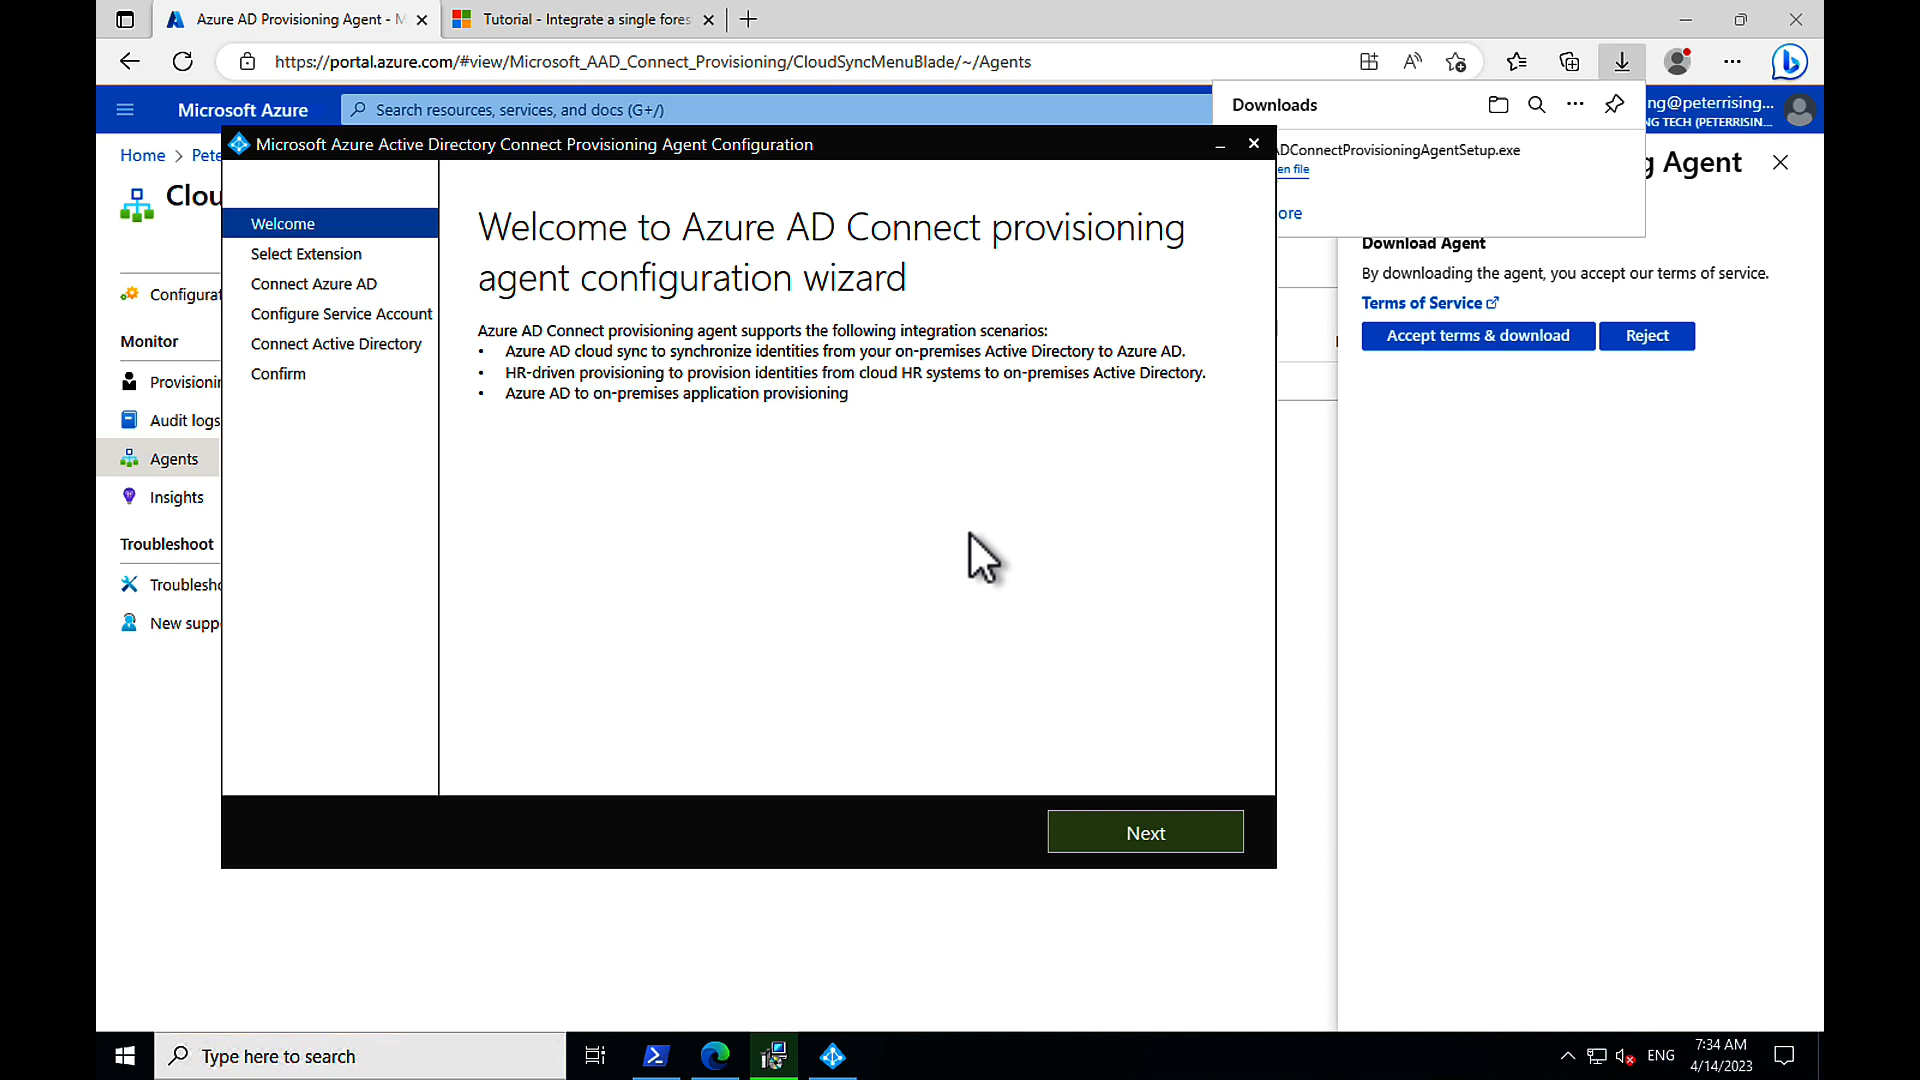 Azure AD Provisioning Agent - M
Tutorial - Integrate a single fores
https://portal.azure.com/#view/Microsoft_AAD_Connect_Provisioning/CloudSyncMenuBlade/~/Agents
Microsoft Azure
Search resources, services, and docs (G+/)
Downloads
ng@peterrising...
NG TECH (PETERRISIN...
ADConnectProvisioningAgentSetup.exe
en file
ore
g Agent
Home > Pete
Clou
Configurat
Monitor
Provisionin
Audit logs
Agents
Insights
Troubleshoot
Troublesho
New suppo
Microsoft Azure Active Directory Connect Provisioning Agent Configuration
Welcome
Select Extension
Connect Azure AD
Configure Service Account
Connect Active Directory
Confirm
Welcome to Azure AD Connect provisioning
agent configuration wizard
Azure AD Connect provisioning agent supports the following integration scenarios:
• Azure AD cloud sync to synchronize identities from your on-premises Active Directory to Azure AD.
• HR-driven provisioning to provision identities from cloud HR systems to on-premises Active Directory.
• Azure AD to on-premises application provisioning
Next
Download Agent
By downloading the agent, you accept our terms of service.
Terms of Service
Accept terms & download
Reject
Type here to search
ENG
7:34 AM
4/14/2023